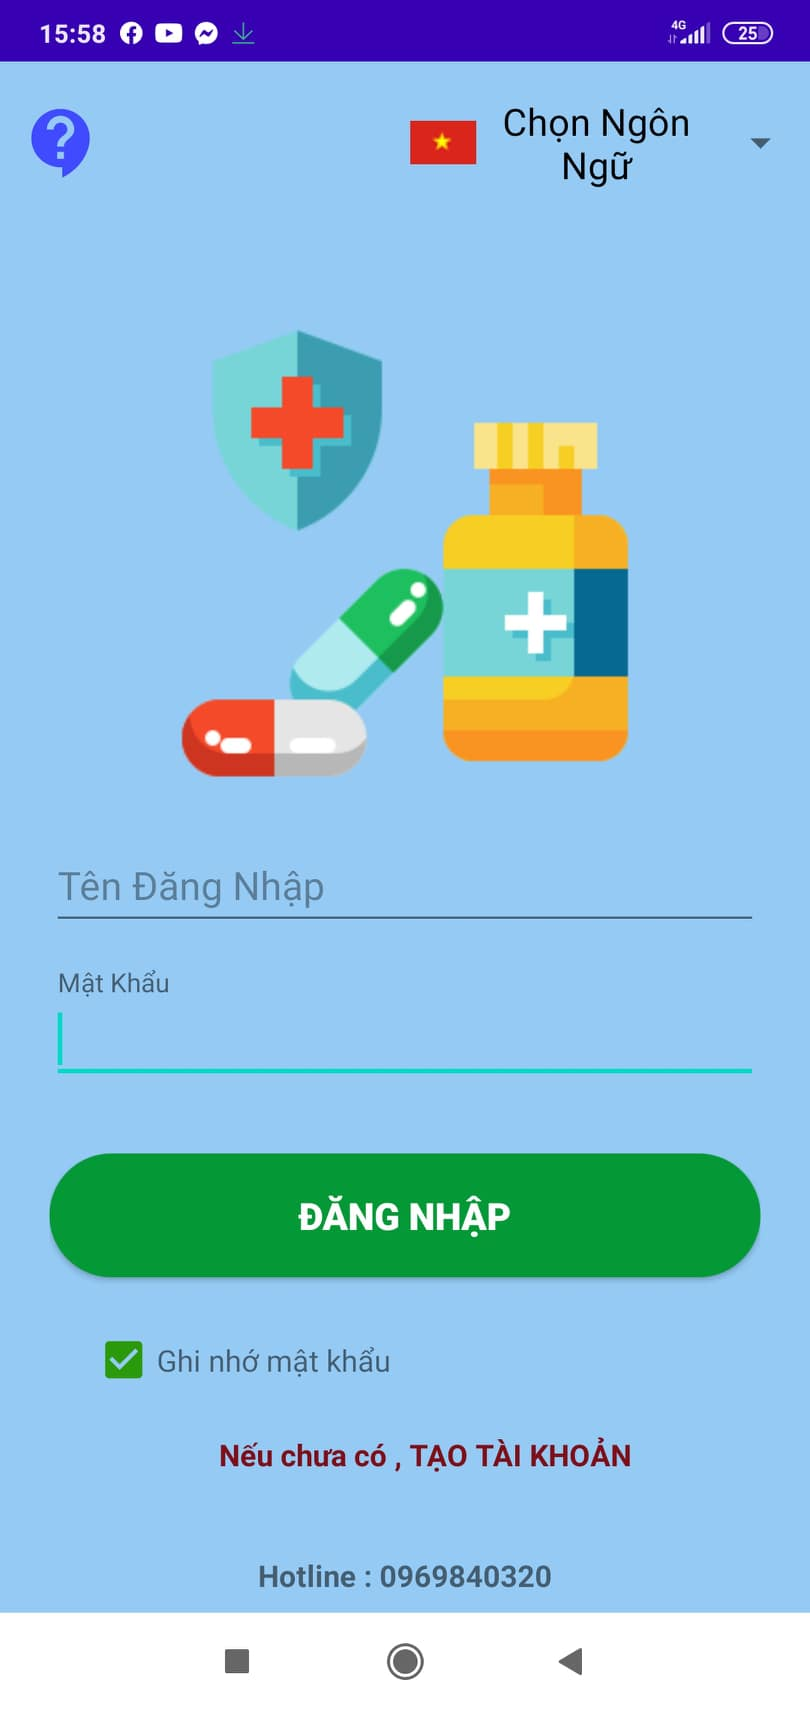 15:58
4G
25
Chọn Ngôn
Ngữ
Tên Đăng Nhập
Mật Khẩu
ĐĂNG NHẬP
Ghi nhớ mật khẩu
Nếu chưa có , TẠO TÀI KHOẢN
Hotline : 0969840320